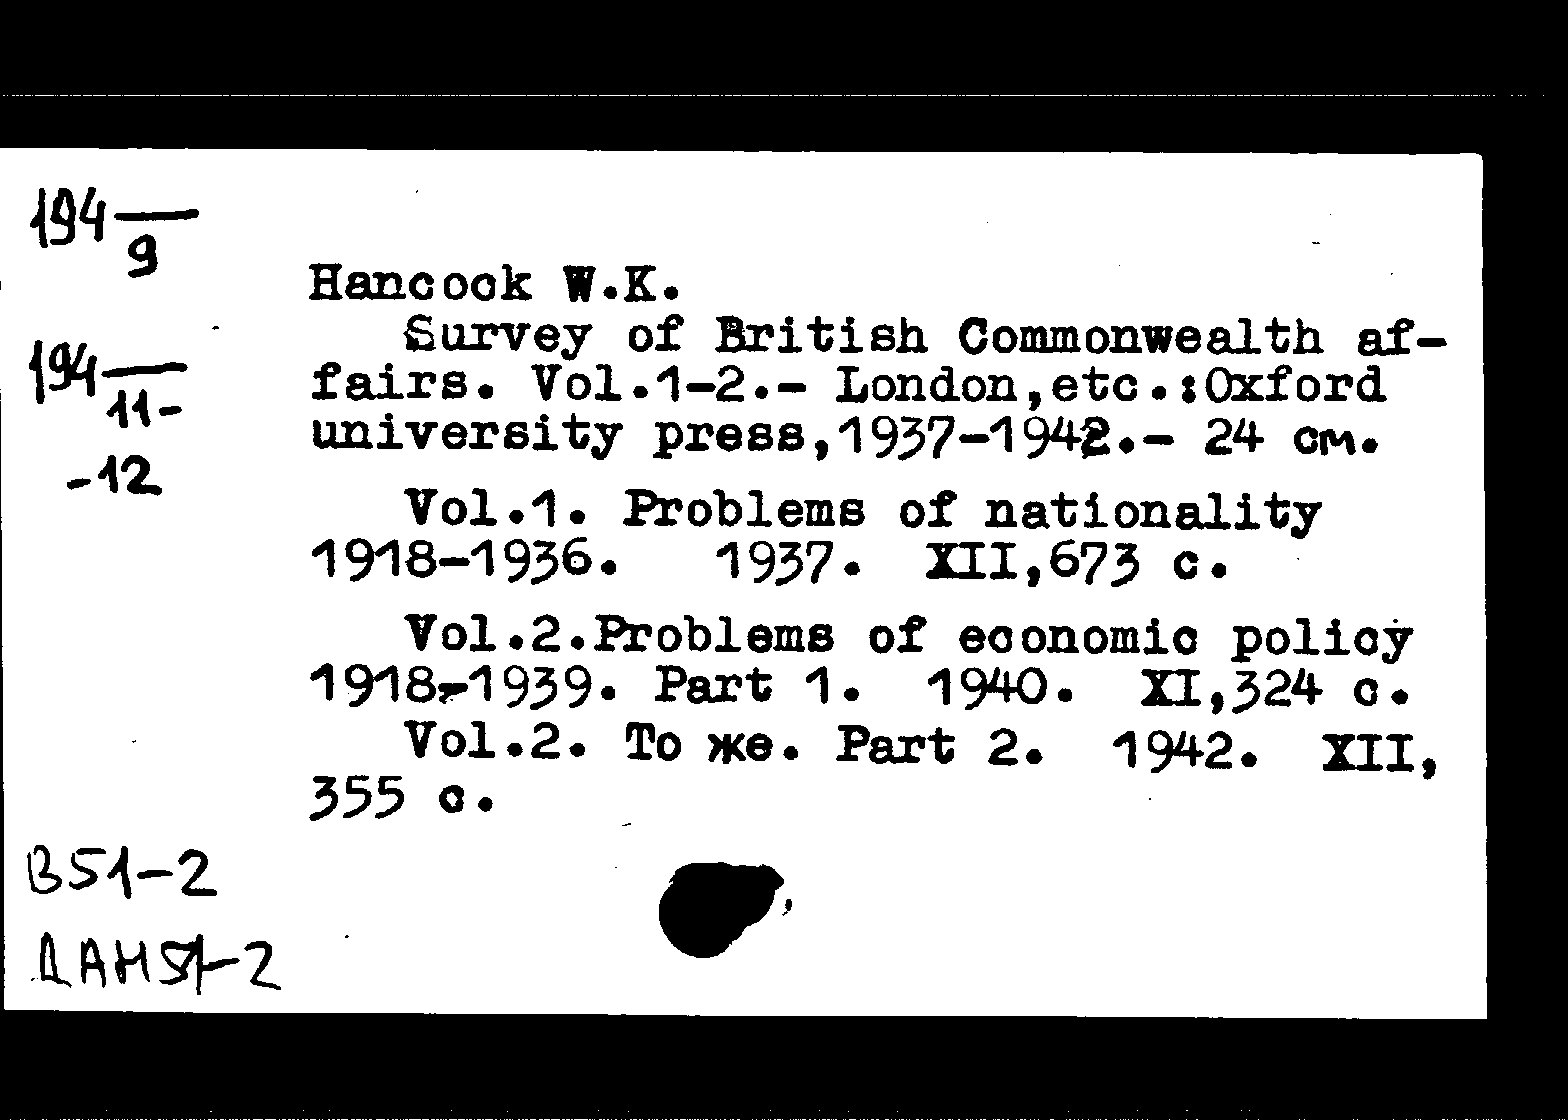 194—
9
194—
11-
-12
Hancock W.K.
Survey of British Commonwealth af-
fairs. Vol.1-2.- London,etc.:Oxford
university press,1937-1942.- 24 см.
Vol.1. Problems of nationality
1918-1936. 1937. XII,673 с.
Vol.2.Problems of economic policy
1918-1939. Part 1. 1940. XI,324 с.
Vol.2. То же. Part 2. 1942. XII,
355 с.
В51-2
ДАН51-2